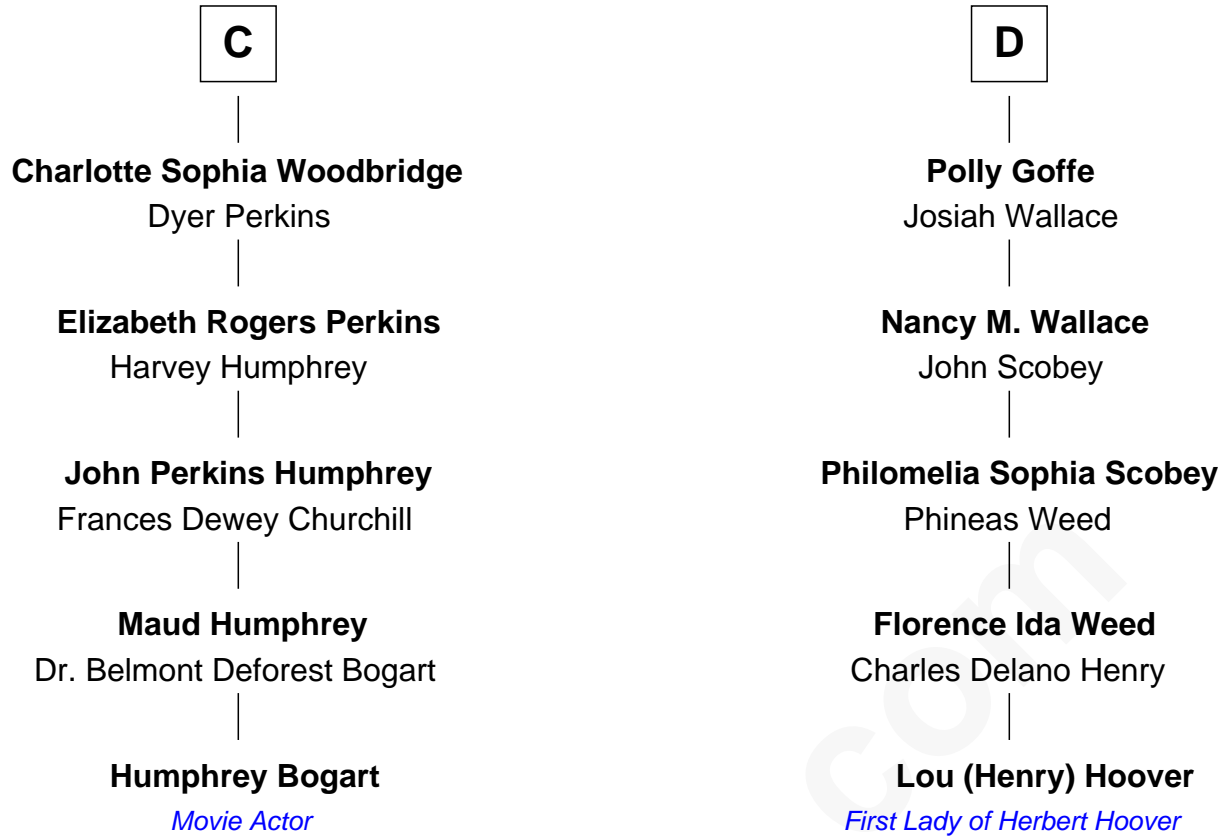 C
Charlotte Sophia Woodbridge
Dyer Perkins
Elizabeth Rogers Perkins
Harvey Humphrey
John Perkins Humphrey
Frances Dewey Churchill
Maud Humphrey
Dr. Belmont Deforest Bogart
Humphrey Bogart
Movie Actor
D
Polly Goffe
Josiah Wallace
Nancy M. Wallace
John Scobey
Philomelia Sophia Scobey
Phineas Weed
Florence Ida Weed
Charles Delano Henry
Lou (Henry) Hoover
First Lady of Herbert Hoover
com